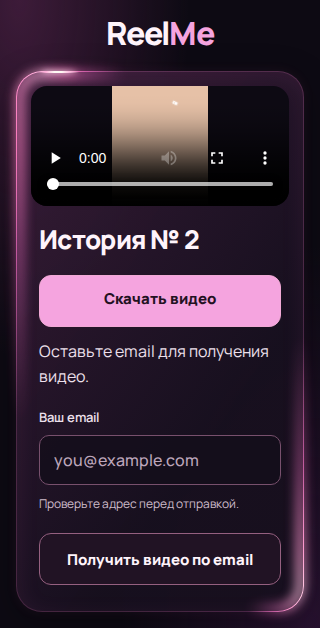 ReelMe
0:00
История № 2
Скачать видео
Оставьте email для получения
видео.
Ваш email
you@example.com
Проверьте адрес перед отправкой.
Получить видео по email